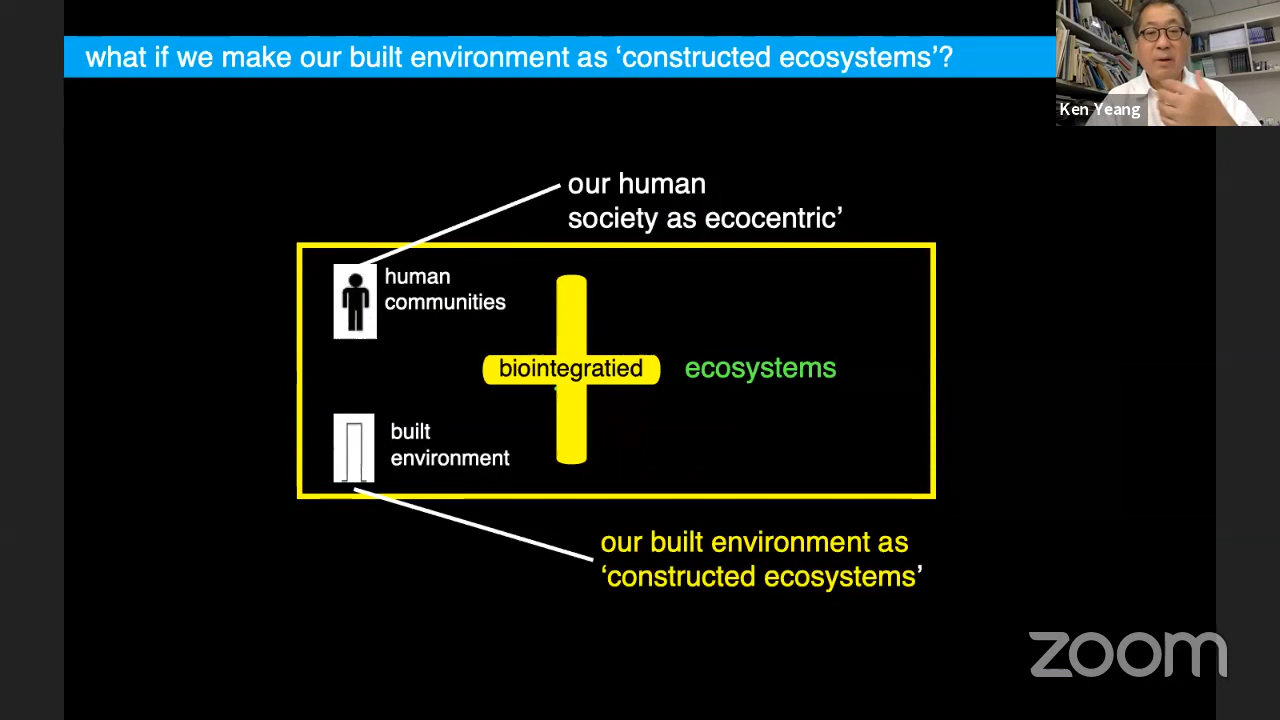 what if we make our built environment as ‘constructed ecosystems’?
Ken Yeang
our human
society as ecocentric’
human
communities
biointegratied
ecosystems
built
environment
our built environment as
‘constructed ecosystems’
zoom